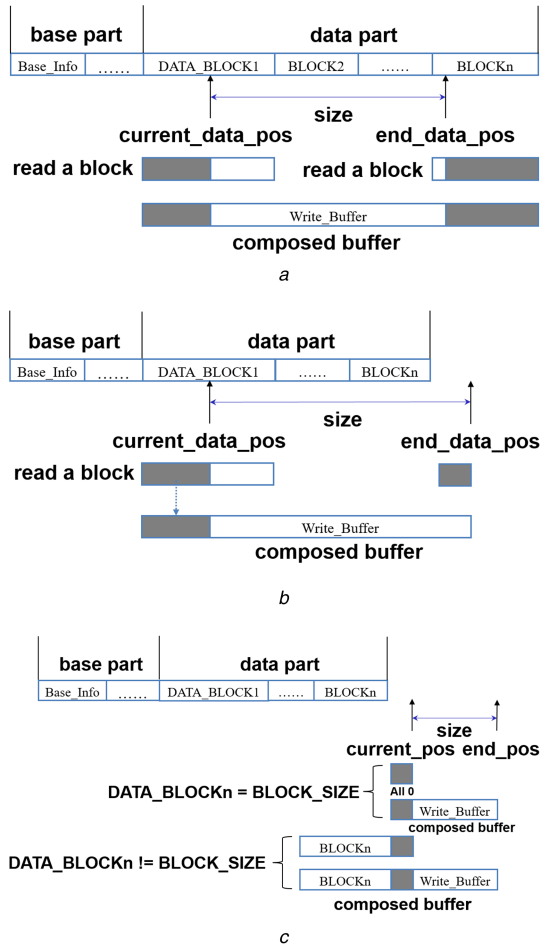 base part data part
Base_Info ...... DATA_BLOCK1 BLOCK2 ...... BLOCKn
size
current_data_pos end_data_pos
read a block read a block
Write_Buffer
composed buffer
a
base part data part
Base_Info ...... DATA_BLOCK1 ...... BLOCKn
size
current_data_pos end_data_pos
read a block
Write_Buffer
composed buffer
b
base part data part
Base_Info ...... DATA_BLOCK1 ...... BLOCKn
size
current_pos end_pos
DATA_BLOCKn = BLOCK_SIZE
All 0
Write_Buffer
composed buffer
BLOCKn
DATA_BLOCKn != BLOCK_SIZE
BLOCKn Write_Buffer
composed buffer
c